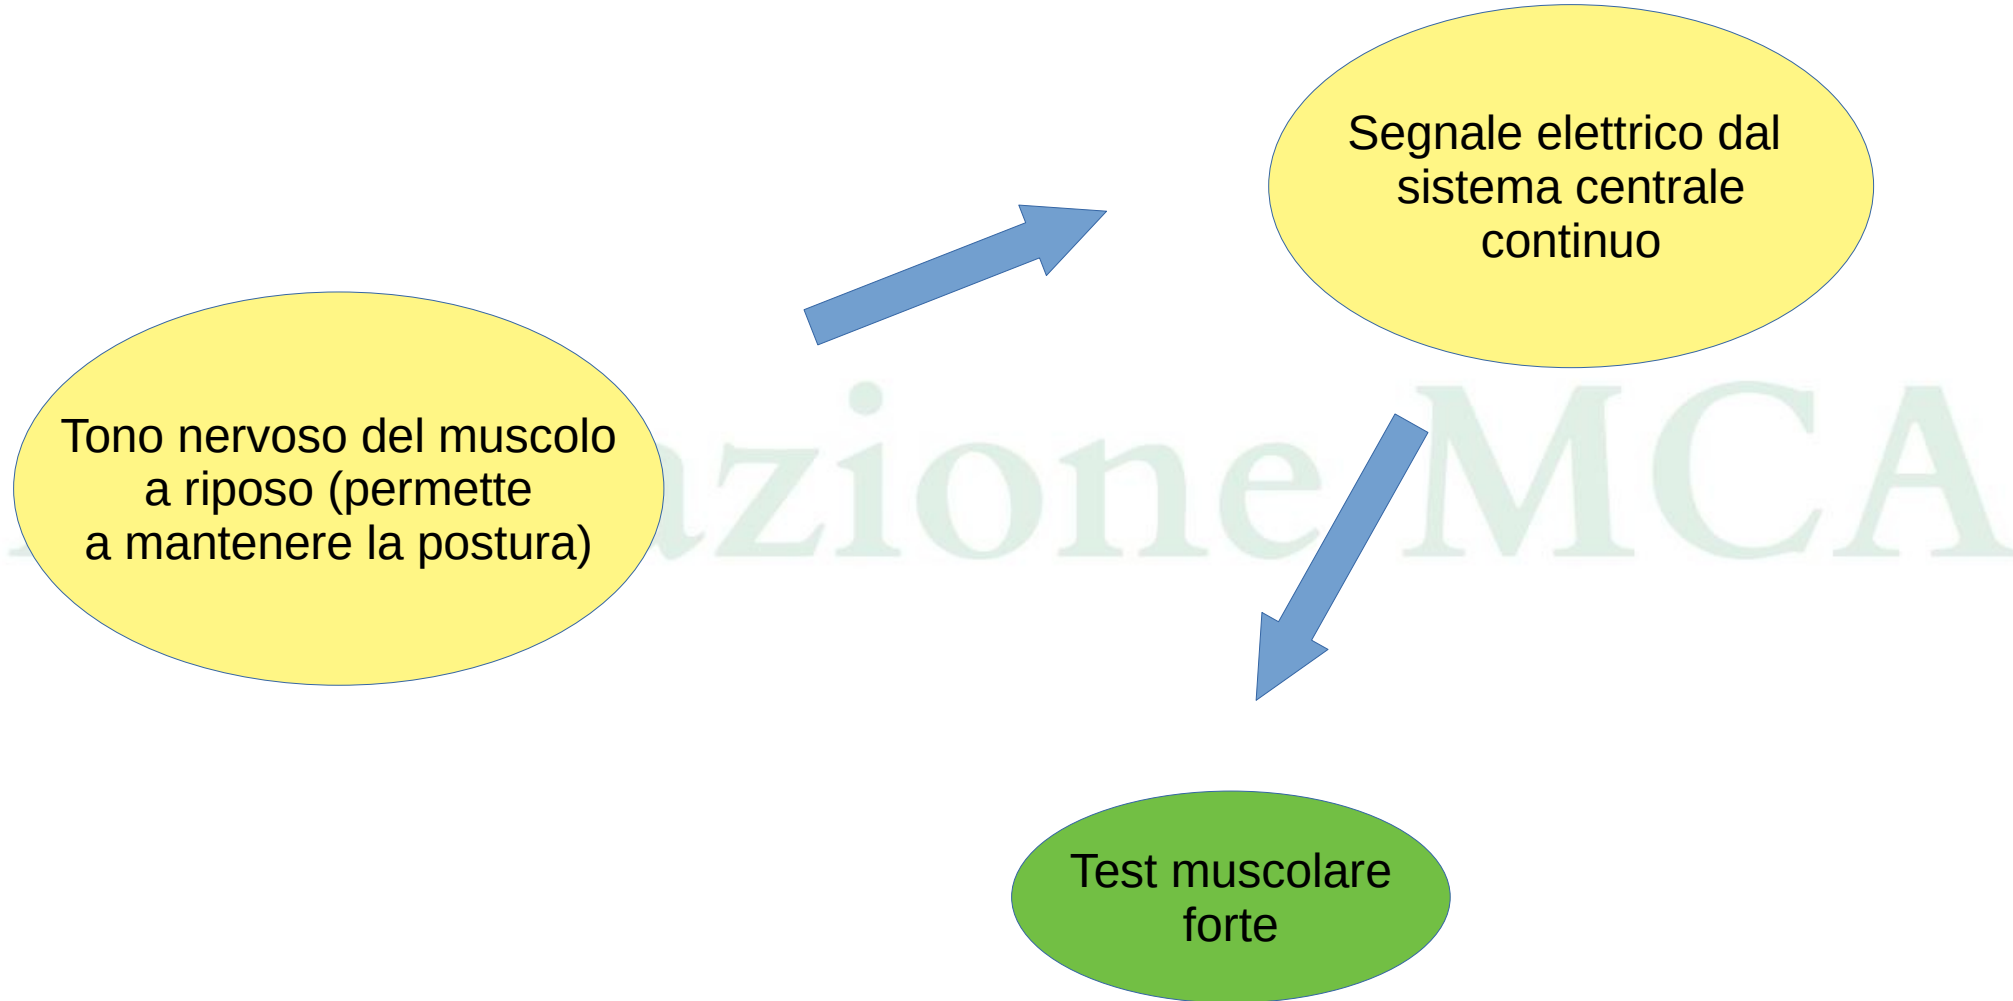 Segnale elettrico dal
sistema centrale
continuo
Tono nervoso del muscolo
a riposo (permette
a mantenere la postura)
azione MCA
Test muscolare
forte